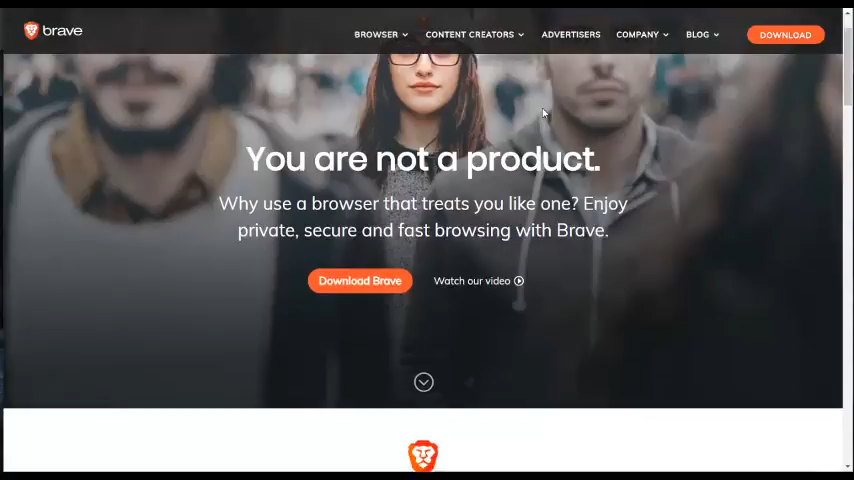 brave
BROWSER
CONTENT CREATORS
ADVERTISERS
COMPANY
BLOG
DOWNLOAD
You are not a product.
Why use a browser that treats you like one? Enjoy
private, secure and fast browsing with Brave.
Download Brave
Watch our video